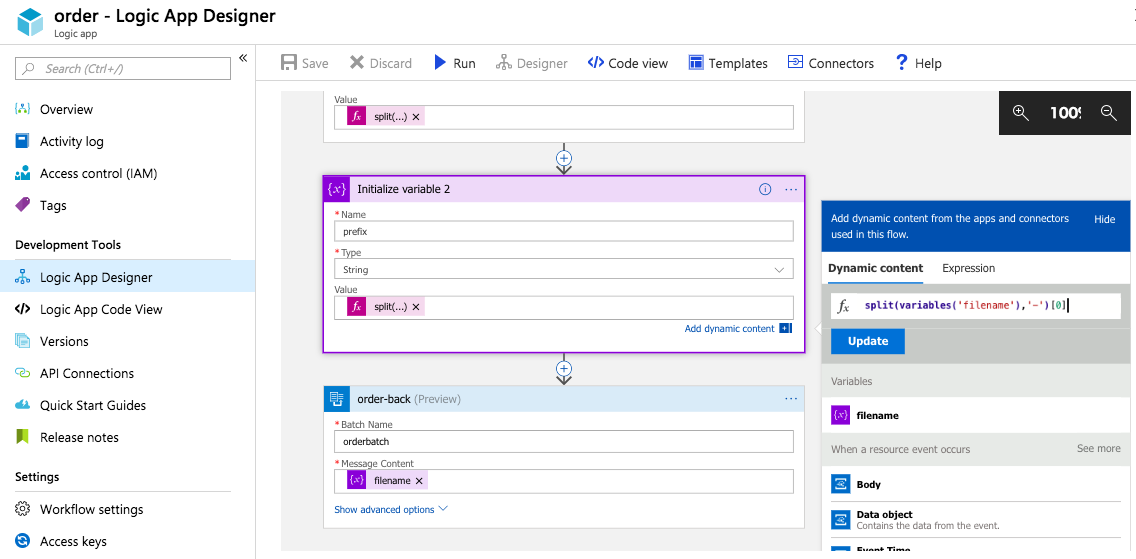 order - Logic App Designer
Logic app
«
Search (Ctrl+/)
Overview
Activity log
Access control (IAM)
Tags
Development Tools
Logic App Designer
Logic App Code View
Versions
API Connections
Quick Start Guides
Release notes
Settings
Workflow settings
Access keys
Save Discard Run Designer </> Code view Templates Connectors ? Help
Value
fx split(...) ×
100%
{x} Initialize variable 2 ...
* Name
prefix
* Type
String
Value
fx split(...) ×
Add dynamic content
order-back (Preview) ...
* Batch Name
orderbatch
* Message Content
{x} filename ×
Show advanced options
Add dynamic content from the apps and connectors Hide
used in this flow.
Dynamic content Expression
fx split(variables('filename'),'-')[0]
Update
Variables
{x} filename
When a resource event occurs See more
Body
Data object
Contains the data from the event.
Event Time